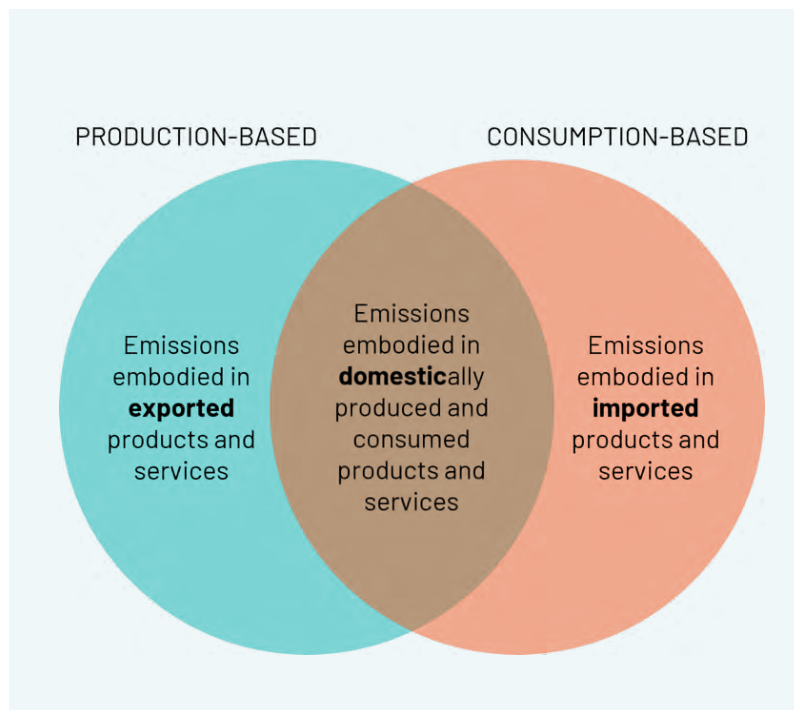 PRODUCTION-BASED
CONSUMPTION-BASED
Emissions
embodied in
exported
products and
services
Emissions
embodied in
domestically
produced and
consumed
products and
services
Emissions
embodied in
imported
products and
services